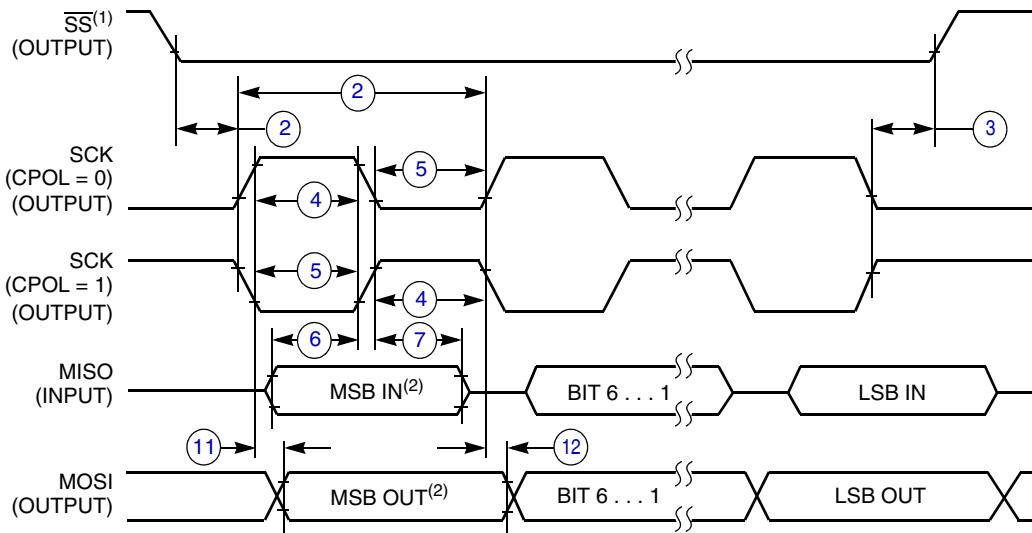 SS(1)
(OUTPUT)
2
2
3
SCK
(CPOL = 0)
(OUTPUT)
5
4
SCK
(CPOL = 1)
(OUTPUT)
5
4
6
7
MISO
(INPUT)
MSB IN(2)
BIT 6 . . . 1
LSB IN
11
12
MOSI
(OUTPUT)
MSB OUT(2)
BIT 6 . . . 1
LSB OUT